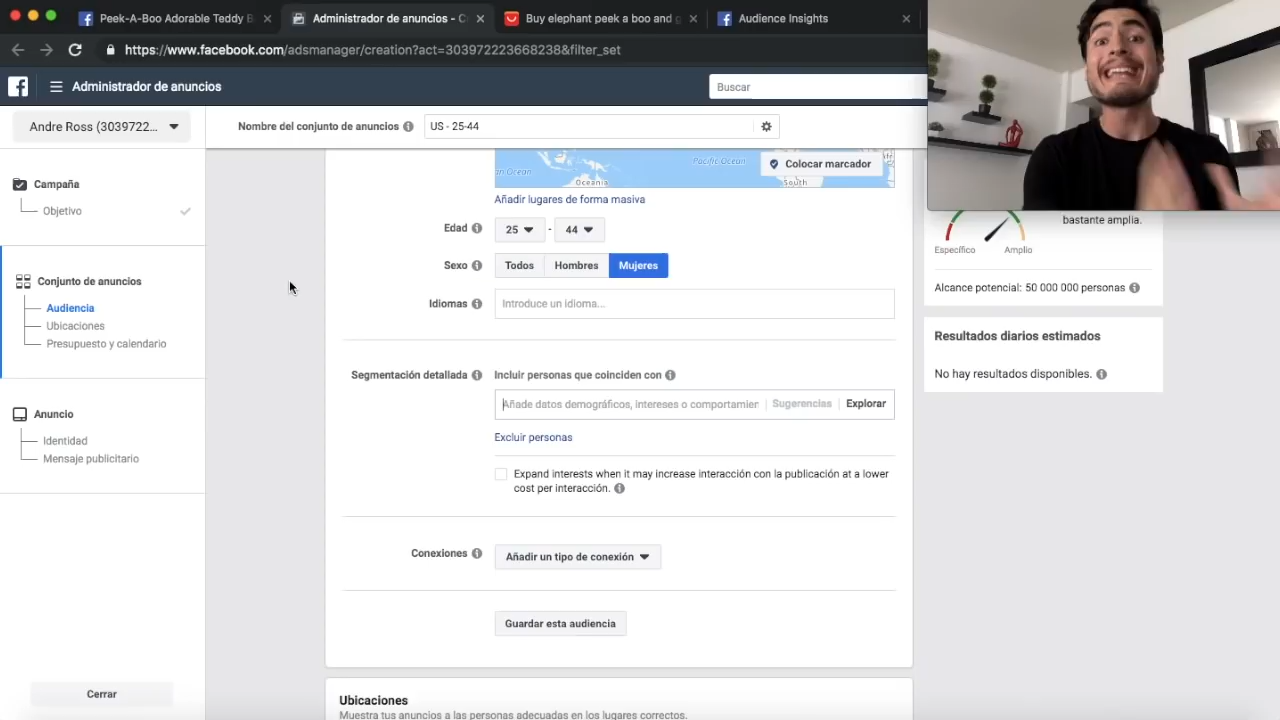 Peek-A-Boo Adorable Teddy B
Administrador de anuncios - C
Buy elephant peek a boo and g
Audience Insights
https://www.facebook.com/adsmanager/creation?act=303972223668238&filter_set
Administrador de anuncios
Buscar
Andre Ross (3039722...
Nombre del conjunto de anuncios
US - 25-44
Campaña
Objetivo
Conjunto de anuncios
Audiencia
Ubicaciones
Presupuesto y calendario
Anuncio
Identidad
Mensaje publicitario
Cerrar
an Ocean
Oceania
Pacific Ocean
South
Colocar marcador
Añadir lugares de forma masiva
Edad
25 - 44
Sexo
Todos Hombres Mujeres
Idiomas
Introduce un idioma...
Segmentación detallada
Incluir personas que coinciden con
Añade datos demográficos, intereses o comportamier
Sugerencias
Explorar
Excluir personas
Expand interests when it may increase interacción con la publicación at a lower
cost per interacción.
Conexiones
Añadir un tipo de conexión
Guardar esta audiencia
Ubicaciones
Muestra tus anuncios a las personas adecuadas en los lugares correctos.
bastante amplia.
Específico
Amplio
Alcance potencial: 50 000 000 personas
Resultados diarios estimados
No hay resultados disponibles.